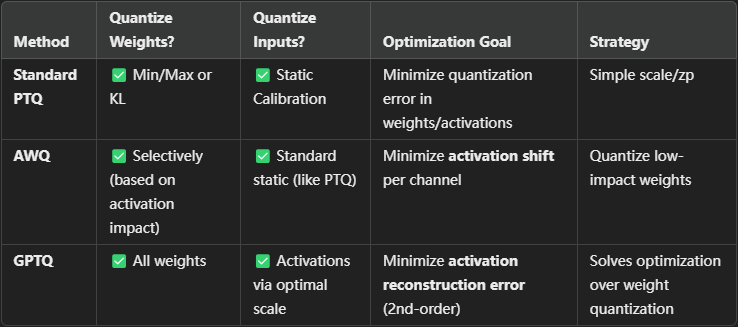 Method
Quantize
Weights?
Quantize
Inputs?
Optimization Goal
Strategy
Standard
PTQ
✅ Min/Max or
KL
✅ Static
Calibration
Minimize quantization
error in
weights/activations
Simple scale/zp
AWQ
✅ Selectively
(based on
activation
impact)
✅ Standard
static (like PTQ)
Minimize activation shift
per channel
Quantize low-
impact weights
GPTQ
✅ All weights
✅ Activations
via optimal
scale
Minimize activation
reconstruction error
(2nd-order)
Solves optimization
over weight
quantization